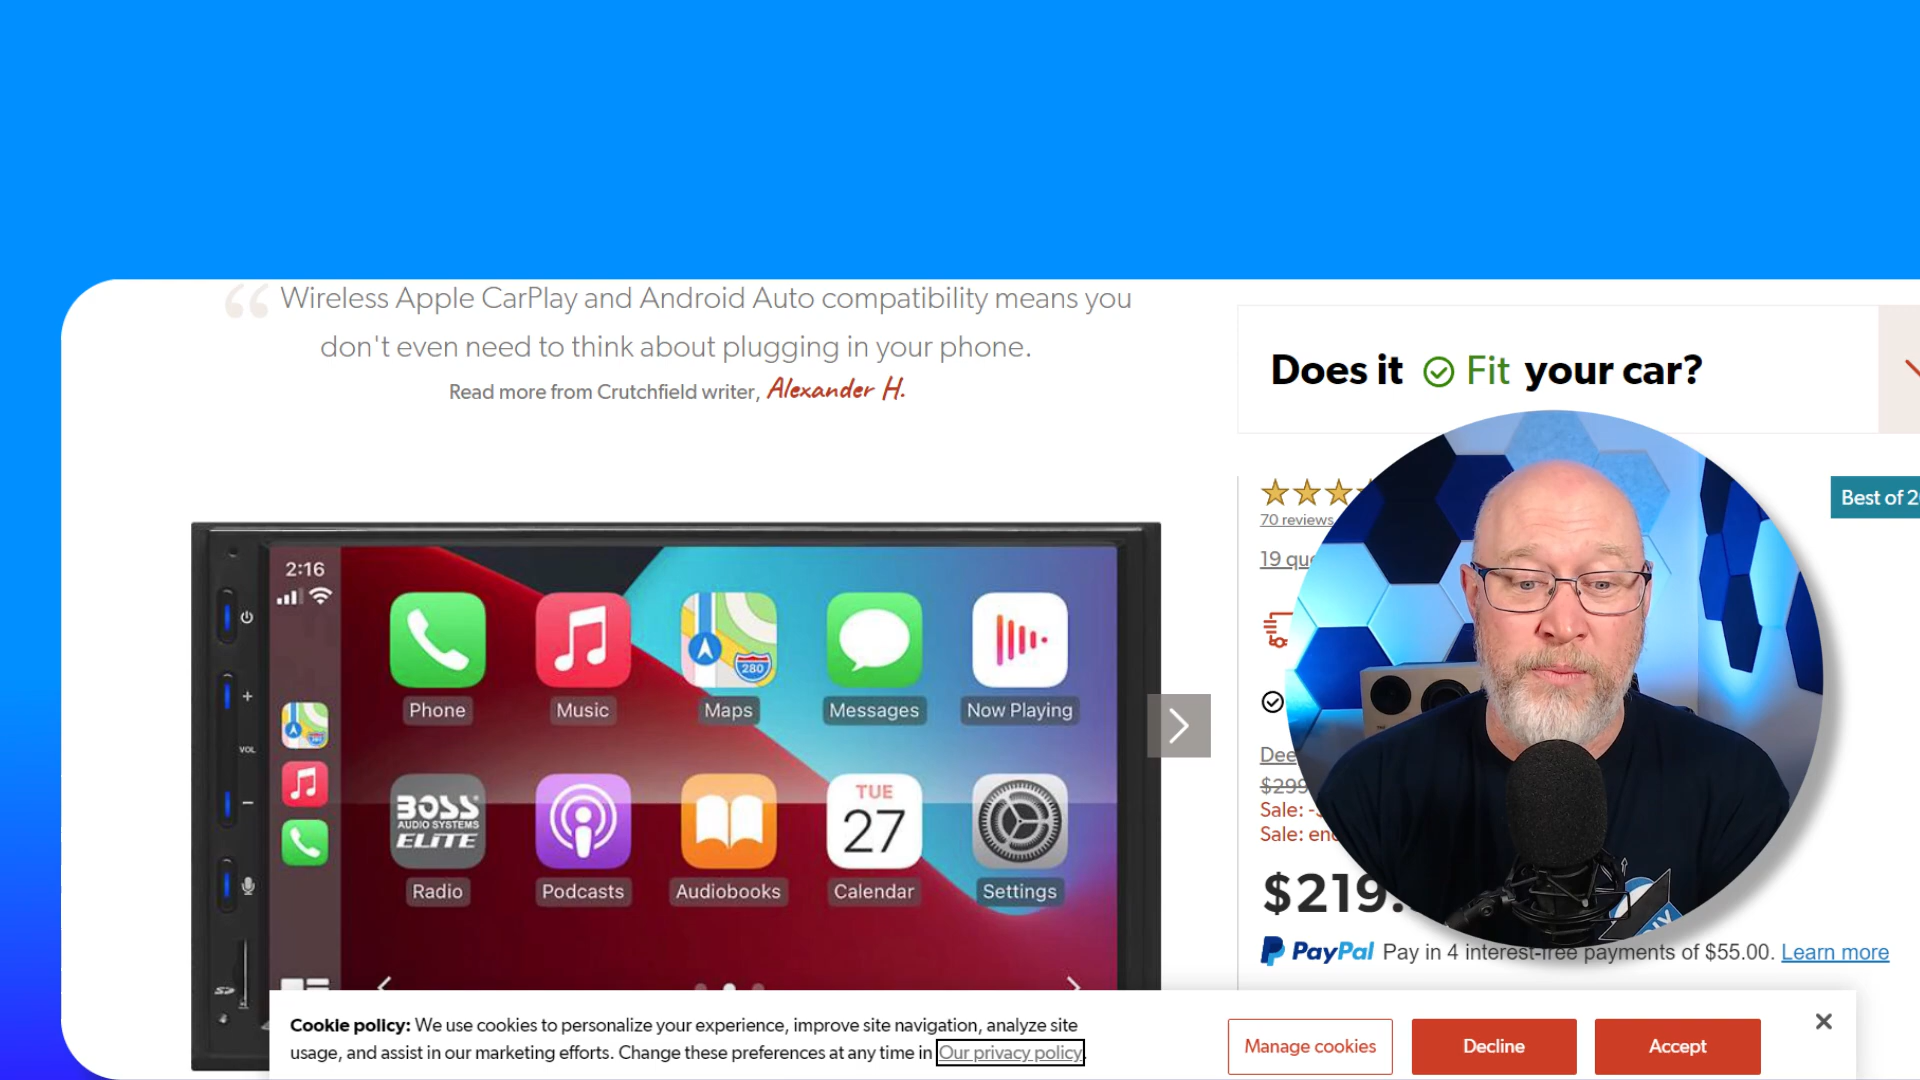 Wireless Apple CarPlay and Android Auto compatibility means you
don't even need to think about plugging in your phone.
Read more from Crutchfield writer, Alexander H.
Does it Fit your car?
70 reviews
19
Best of
2:16
Phone
Music
280
Maps
Messages
Now Playing
VOL
BOSS
AUDIO SYSTEMS
ELITE
Radio
Podcasts
Audiobooks
TUE
27
Calendar
Settings
$299
Sale:
Sale:
$219.
PayPal Pay in 4 interest-free payments of $55.00. Learn more
Cookie policy: We use cookies to personalize your experience, improve site navigation, analyze site
usage, and assist in our marketing efforts. Change these preferences at any time in Our privacy policy.
Manage cookies
Decline
Accept